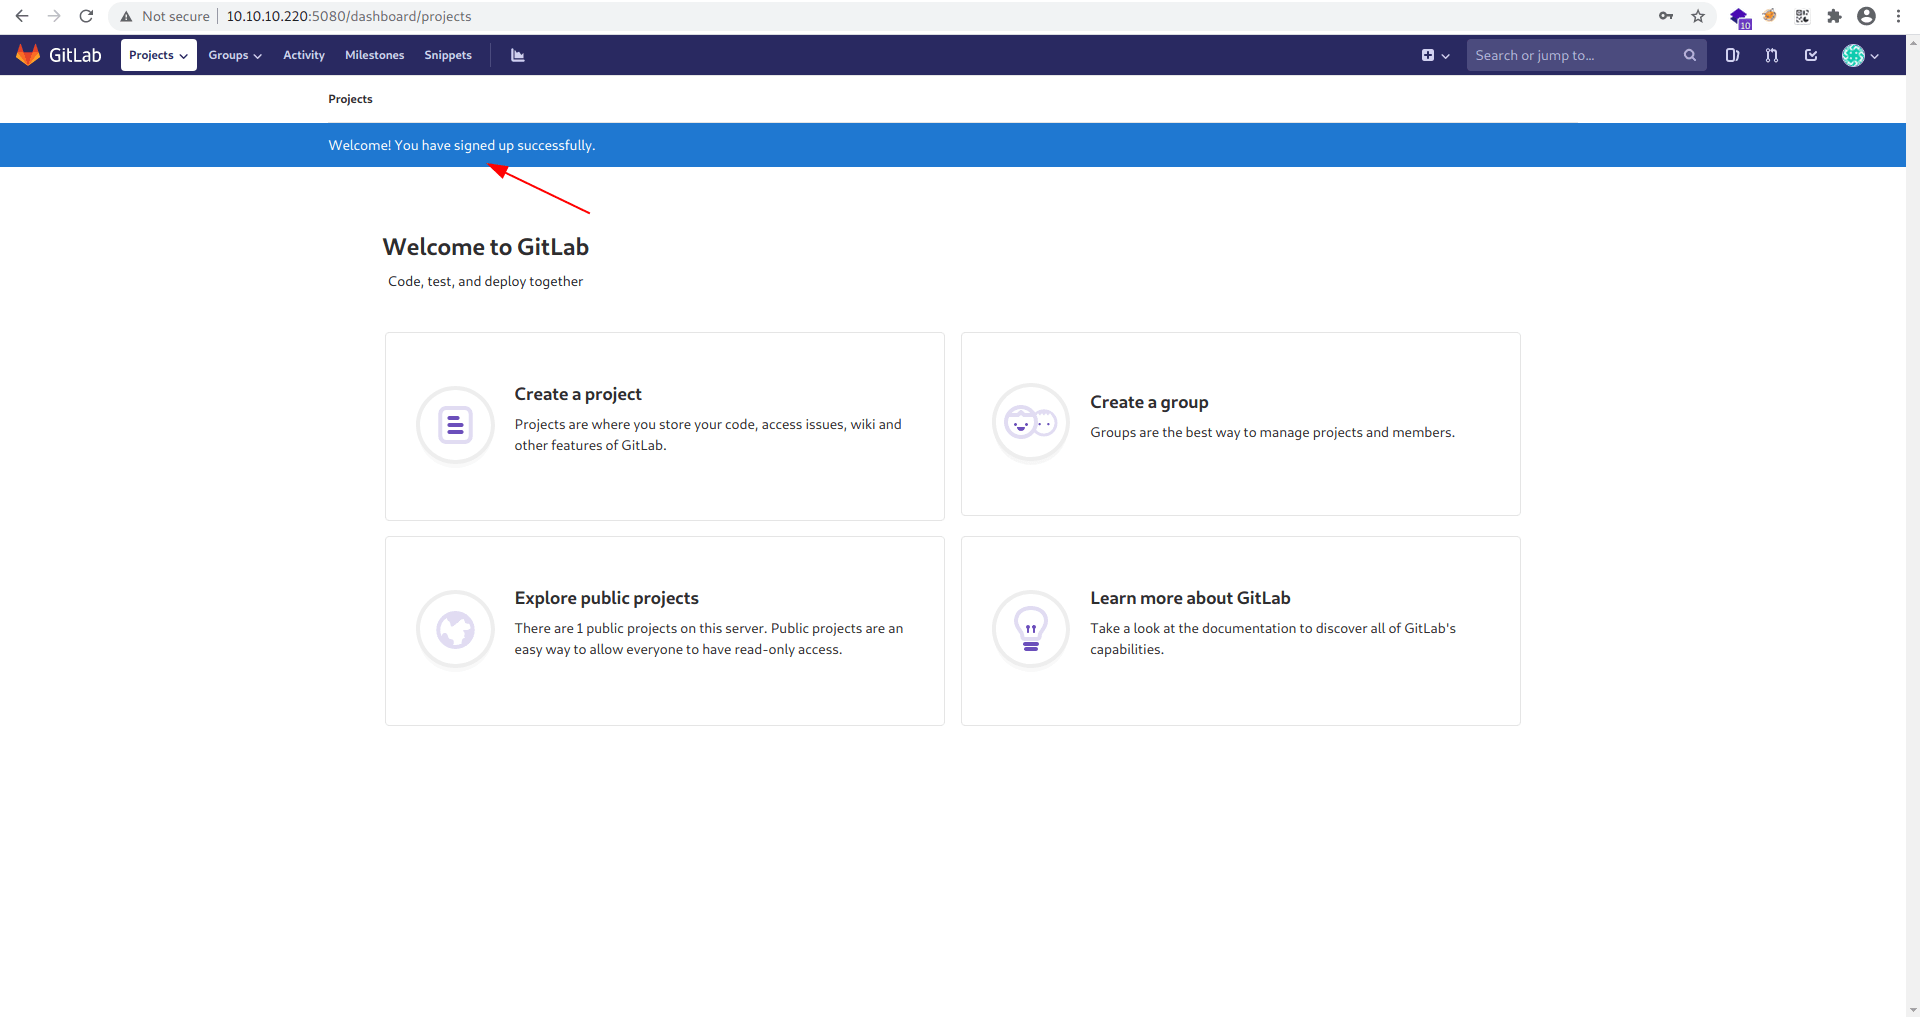 Not secure
10.10.10.220:5080/dashboard/projects
10
GitLab
Projects
Groups
Activity
Milestones
Snippets
Search or jump to...
Projects
Welcome! You have signed up successfully.
Welcome to GitLab
Code, test, and deploy together
Create a project
Projects are where you store your code, access issues, wiki and
other features of GitLab.
Create a group
Groups are the best way to manage projects and members.
Explore public projects
There are 1 public projects on this server. Public projects are an
easy way to allow everyone to have read-only access.
Learn more about GitLab
Take a look at the documentation to discover all of GitLab's
capabilities.